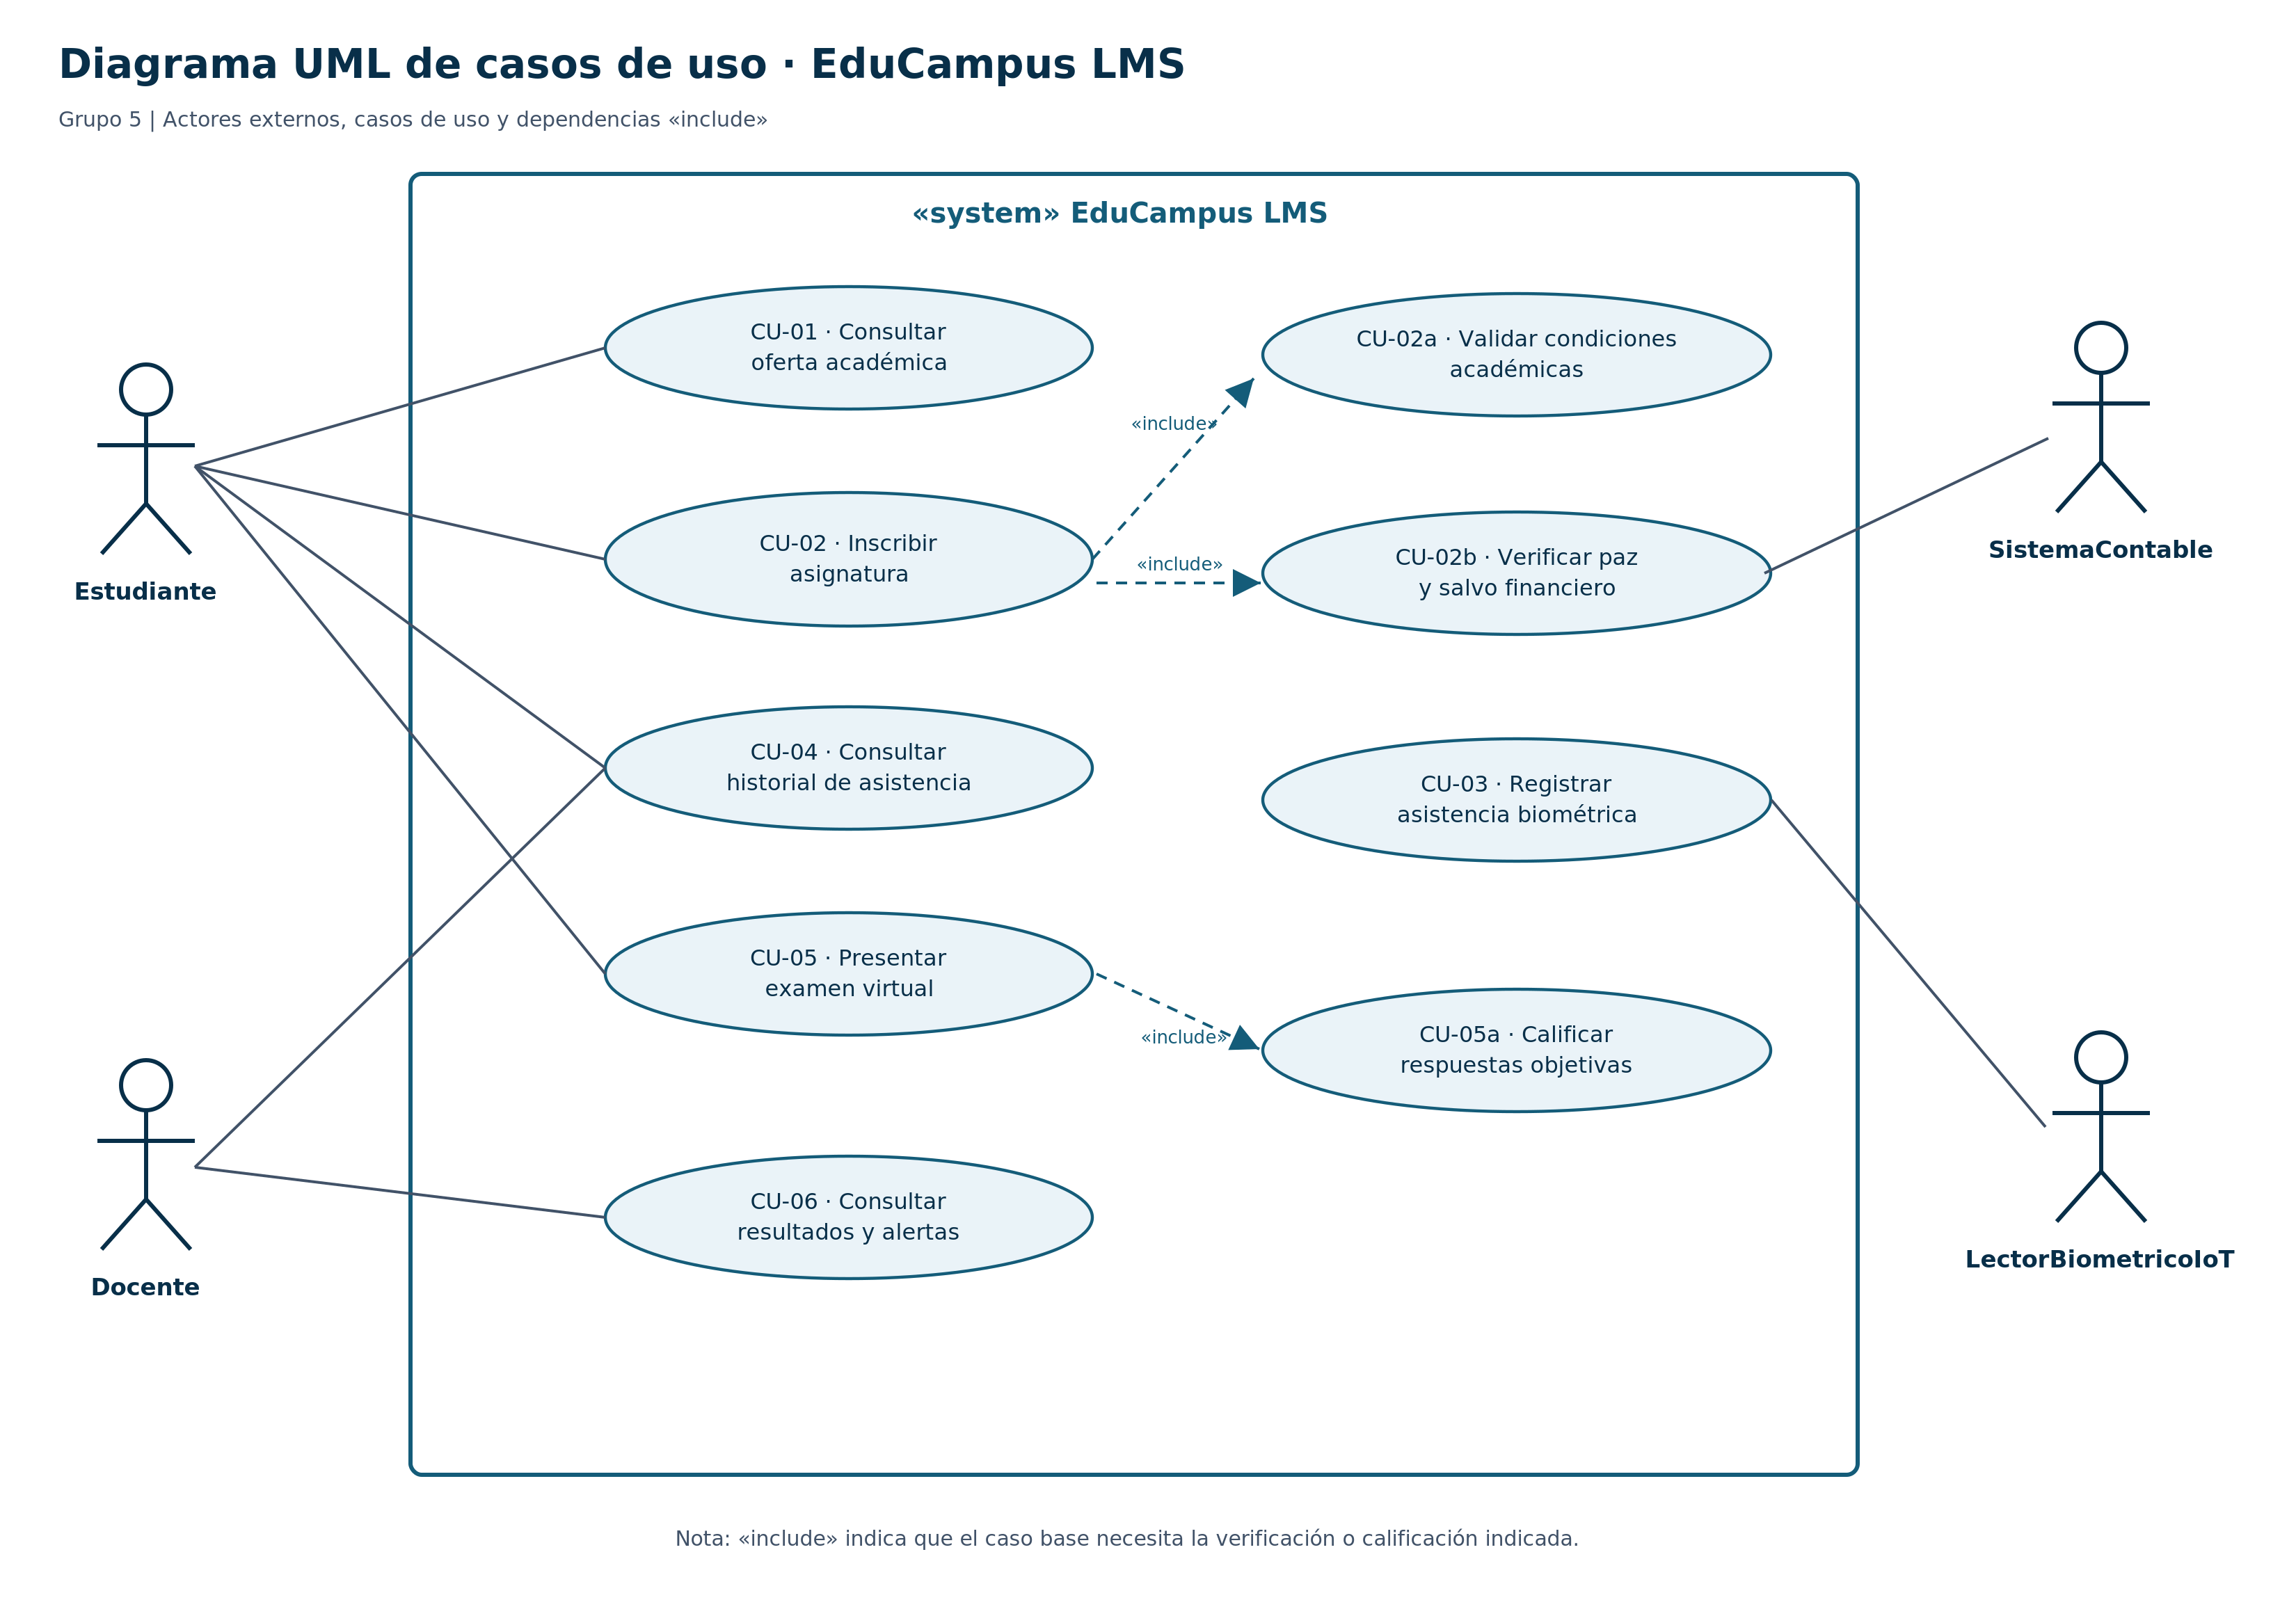 Diagrama UML de casos de uso · EduCampus LMS
Grupo 5 | Actores externos, casos de uso y dependencias «include»
«system» EduCampus LMS
CU-01 · Consultar
oferta académica
CU-02a · Validar condiciones
académicas
«include»
CU-02 · Inscribir
asignatura
«include»
CU-02b · Verificar paz
y salvo financiero
SistemaContable
Estudiante
CU-04 · Consultar
historial de asistencia
CU-03 · Registrar
asistencia biométrica
CU-05 · Presentar
examen virtual
«include»
CU-05a · Calificar
respuestas objetivas
CU-06 · Consultar
resultados y alertas
LectorBiometricoIoT
Docente
Nota: «include» indica que el caso base necesita la verificación o calificación indicada.